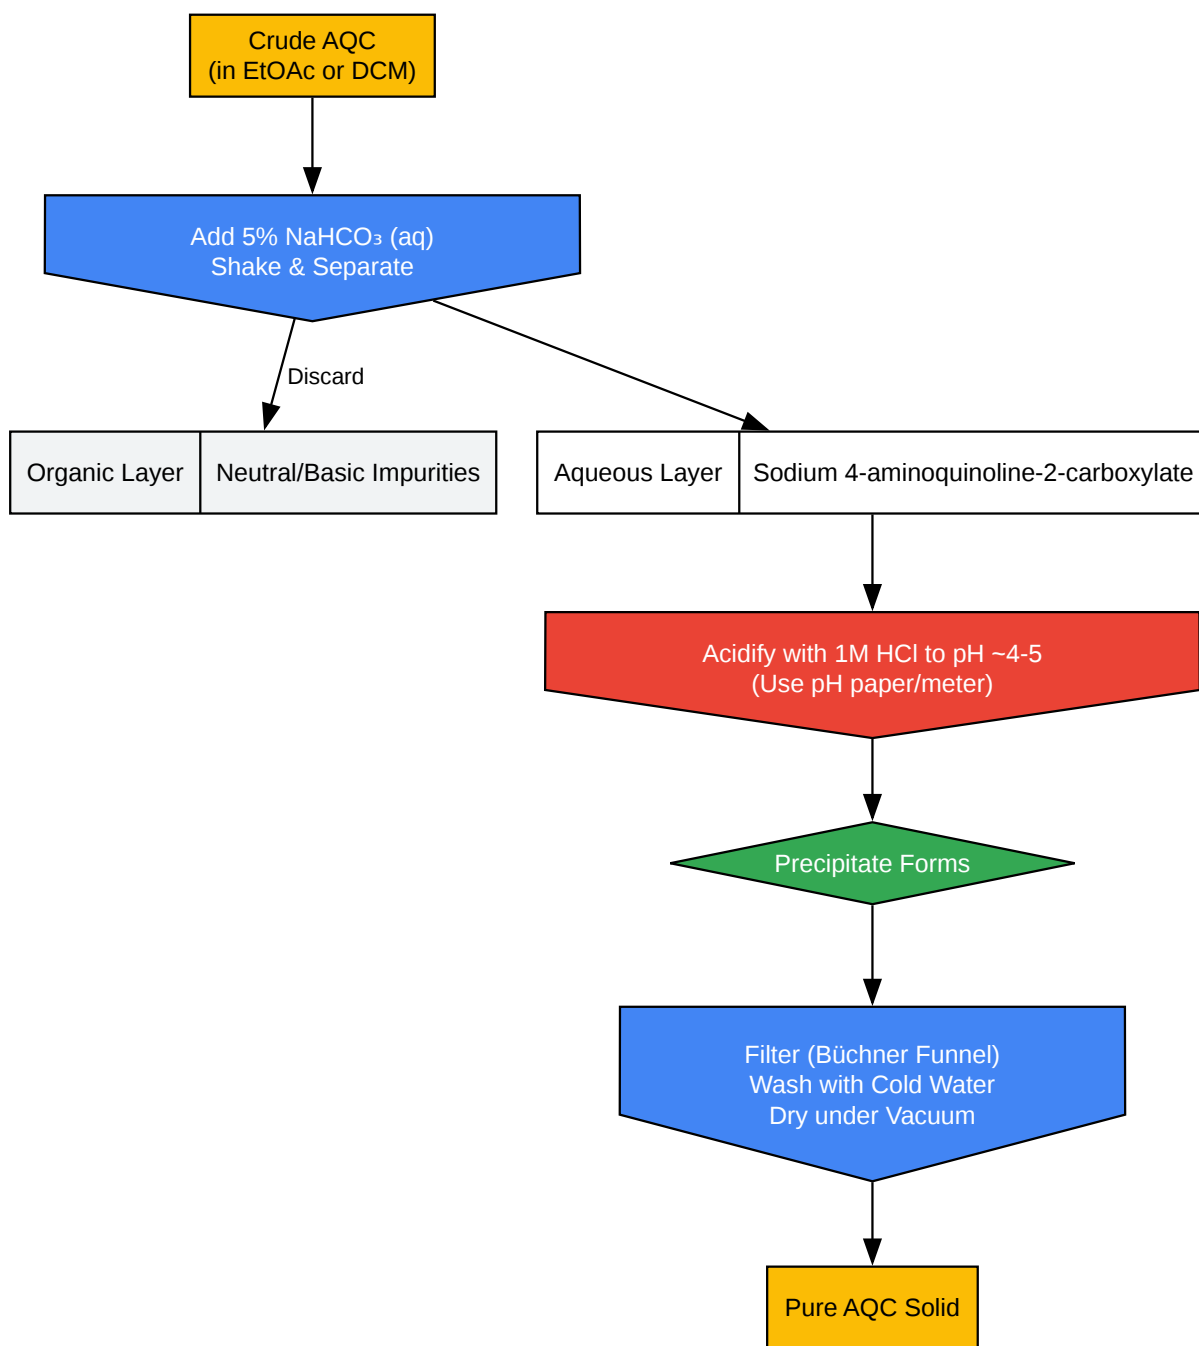 Crude AQC
(in EtOAc or DCM)
Add 5% NaHCO₃ (aq)
Shake & Separate
Discard
Organic Layer
Neutral/Basic Impurities
Aqueous Layer
Sodium 4-aminoquinoline-2-carboxylate
Acidify with 1M HCl to pH ~4-5
(Use pH paper/meter)
Precipitate Forms
Filter (Büchner Funnel)
Wash with Cold Water
Dry under Vacuum
Pure AQC Solid